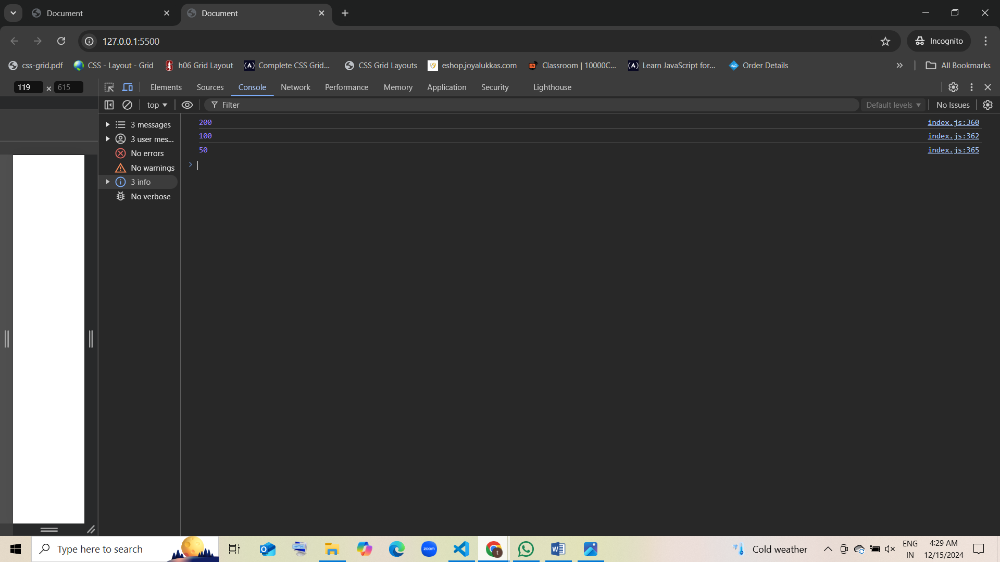 Document
Document
127.0.0.1:5500
Incognito
css-grid.pdf
CSS - Layout - Grid
h06 Grid Layout
Complete CSS Grid...
CSS Grid Layouts
eshop.joyalukkas.com
Classroom | 10000C...
Learn JavaScript for...
Order Details
All Bookmarks
119 × 615
Elements Sources Console Network Performance Memory Application Security Lighthouse
top
Filter
Default levels
No Issues
3 messages
3 user mes...
No errors
No warnings
3 info
No verbose
200 index.js:360
100 index.js:362
50 index.js:365
Type here to search
zoom
Cold weather
ENG
IN
4:29 AM
12/15/2024